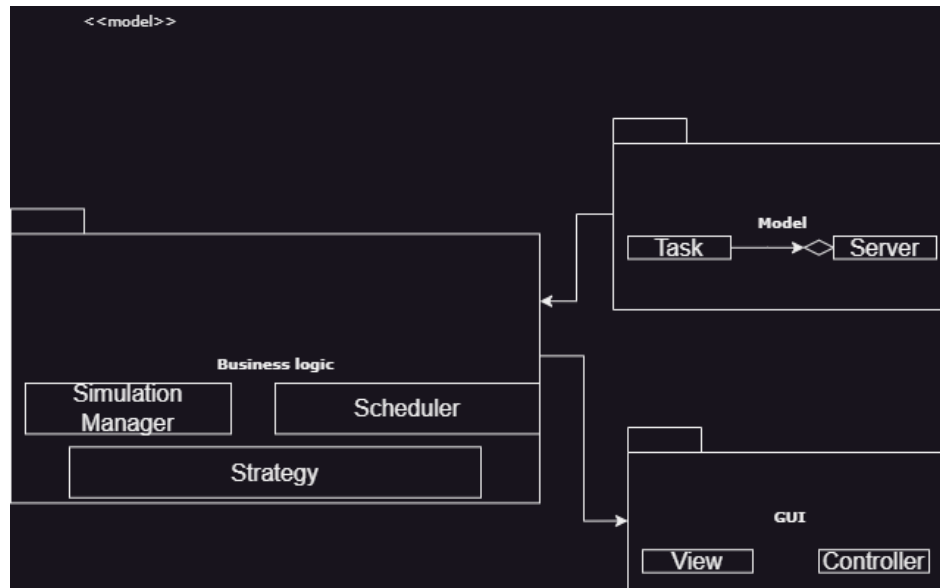 <<model>>
Model
Task
Server
Business logic
Simulation
Manager
Scheduler
Strategy
GUI
View
Controller